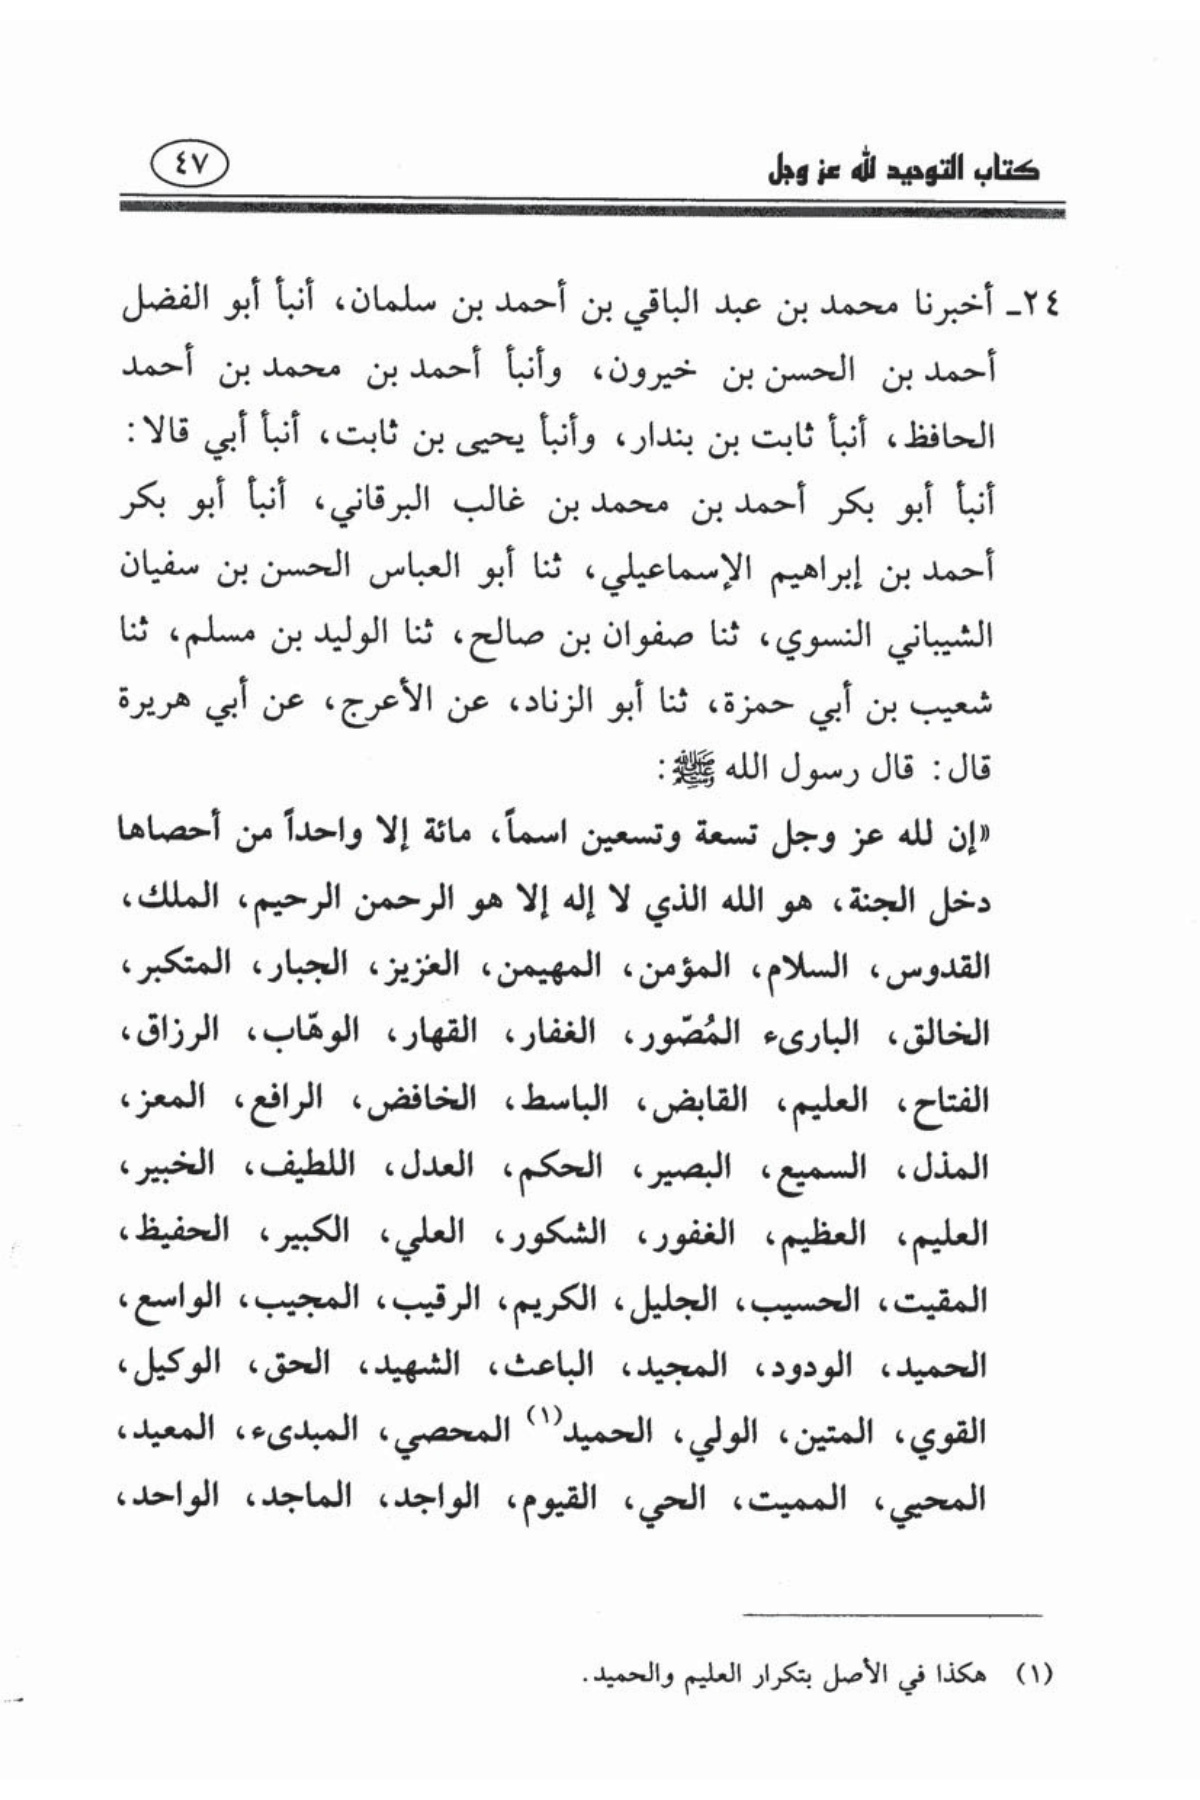 كتاب التوحيد لله عز وجل
٤٧
٢٤ـ أخبرنا محمد بن عبد الباقي بن أحمد بن سلمان، أنبأ أبو الفضل
أحمد بن الحسن بن خيرون، وأنبأ أحمد بن محمد بن أحمد
الحافظ، أنبأ ثابت بن بندار، وأنبأ يحيى بن ثابت، أنبأ أبي قالا:
أنبأ أبو بكر أحمد بن محمد بن غالب البرقاني، أنبأ أبو بكر
أحمد بن إبراهيم الإسماعيلي، ثنا أبو العباس الحسن بن سفيان
الشيباني النسوي، ثنا صفوان بن صالح، ثنا الوليد بن مسلم، ثنا
شعيب بن أبي حمزة، ثنا أبو الزناد، عن الأعرج، عن أبي هريرة
قال: قال رسول الله ﷺ:
«إن لله عز وجل تسعة وتسعين اسماً، مائة إلا واحداً من أحصاها
دخل الجنة، هو الله الذي لا إله إلا هو الرحمن الرحيم، الملك،
القدوس، السلام، المؤمن، المهيمن، العزيز، الجبار، المتكبر،
الخالق، البارىء المُصّور، الغفار، القهار، الوهّاب، الرزاق،
الفتاح، العليم، القابض، الباسط، الخافض، الرافع، المعز،
المذل، السميع، البصير، الحكم، العدل، اللطيف، الخبير،
العليم، العظيم، الغفور، الشكور، العلي، الكبير، الحفيظ،
المقيت، الحسيب، الجليل، الكريم، الرقيب، المجيب، الواسع،
الحميد، الودود، المجيد، الباعث، الشهيد، الحق، الوكيل،
القوي، المتين، الولي، الحميد(١) المحصي، المبدىء، المعيد،
المحيي، المميت، الحي، القيوم، الواجد، الماجد، الواحد،
(١) هكذا في الأصل بتكرار العليم والحميد.